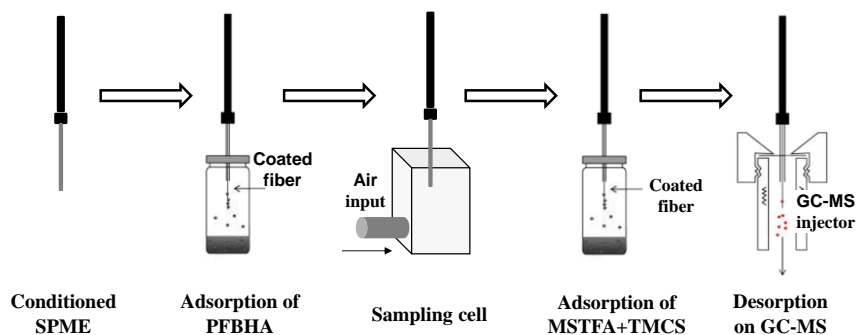 Coated
fiber
Air
input
Coated
fiber
GC-MS
injector
Conditioned
SPME
Adsorption of
PFBHA
Sampling cell
Adsorption of
MSTFA+TMCS
Desorption
on GC-MS